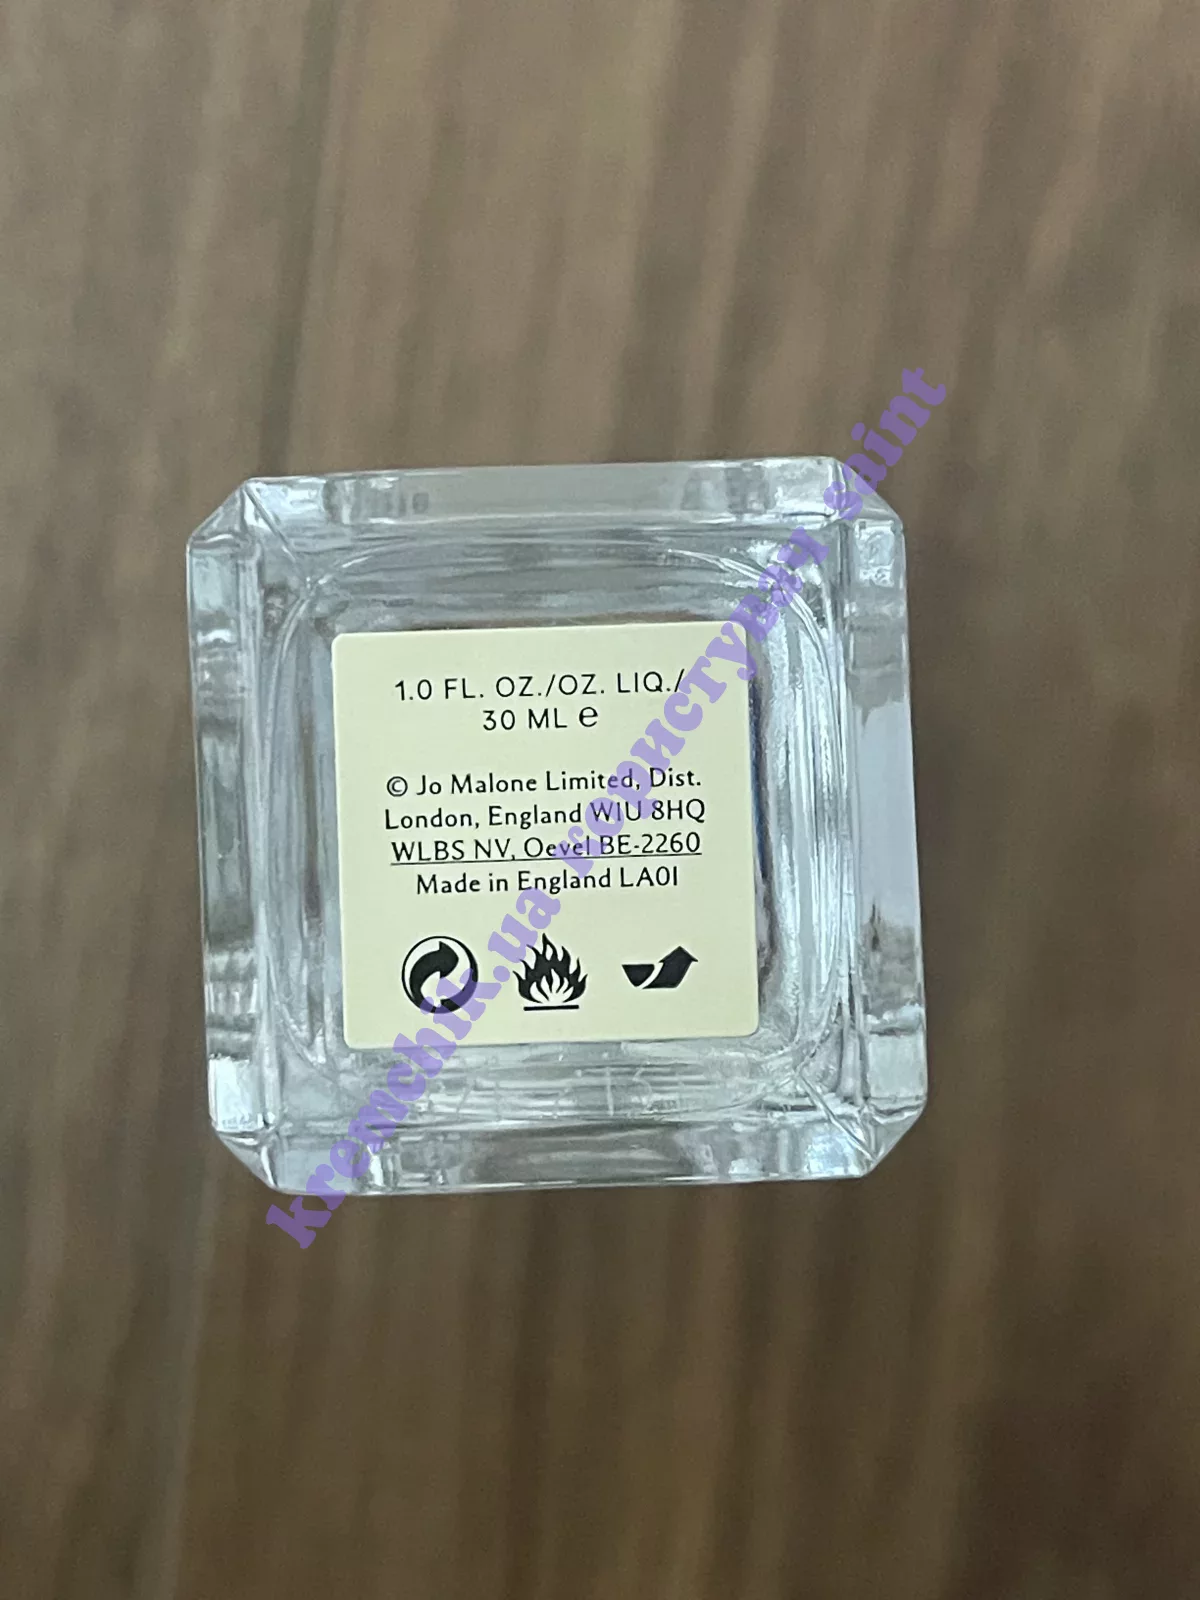 1.0 FL. OZ./OZ. LIQ./
30 ML ℮
© Jo Malone Limited, Dist.
London, England W1U 8HQ
WLBS NV, Oevel BE-2260
Made in England LA01
kremchik.ua користувач saint